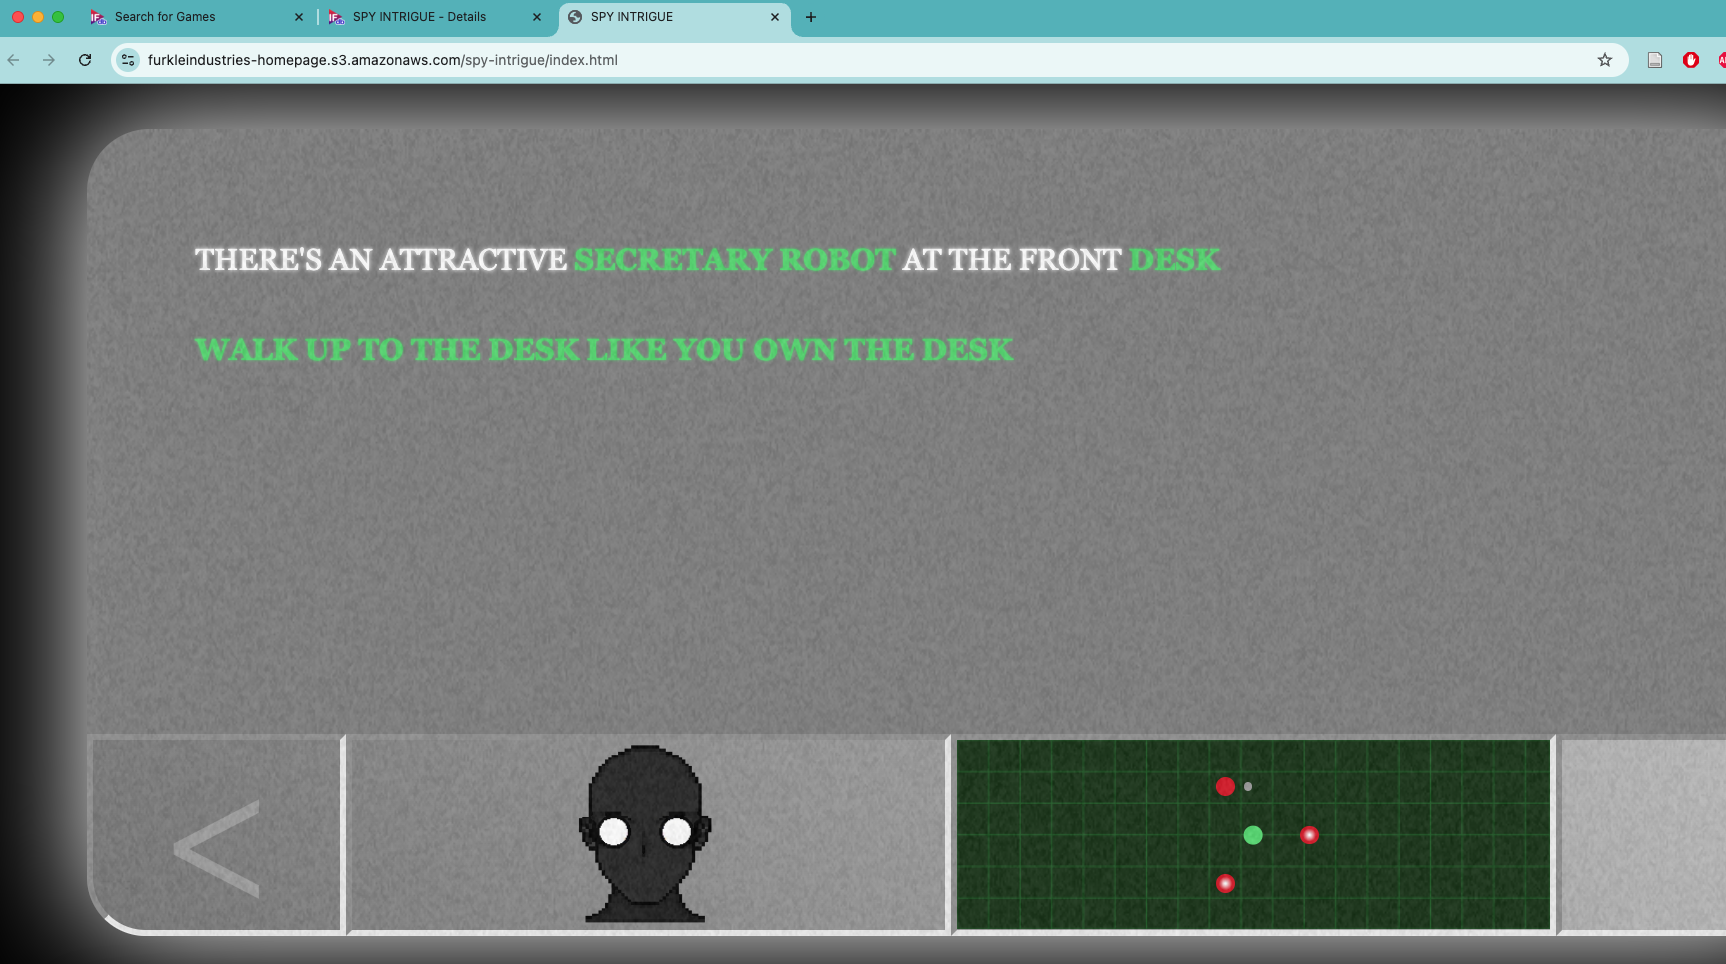 Search for Games
SPY INTRIGUE - Details
SPY INTRIGUE
furkleindustries-homepage.s3.amazonaws.com/spy-intrigue/index.html
THERE'S AN ATTRACTIVE SECRETARY ROBOT AT THE FRONT DESK
WALK UP TO THE DESK LIKE YOU OWN THE DESK
<